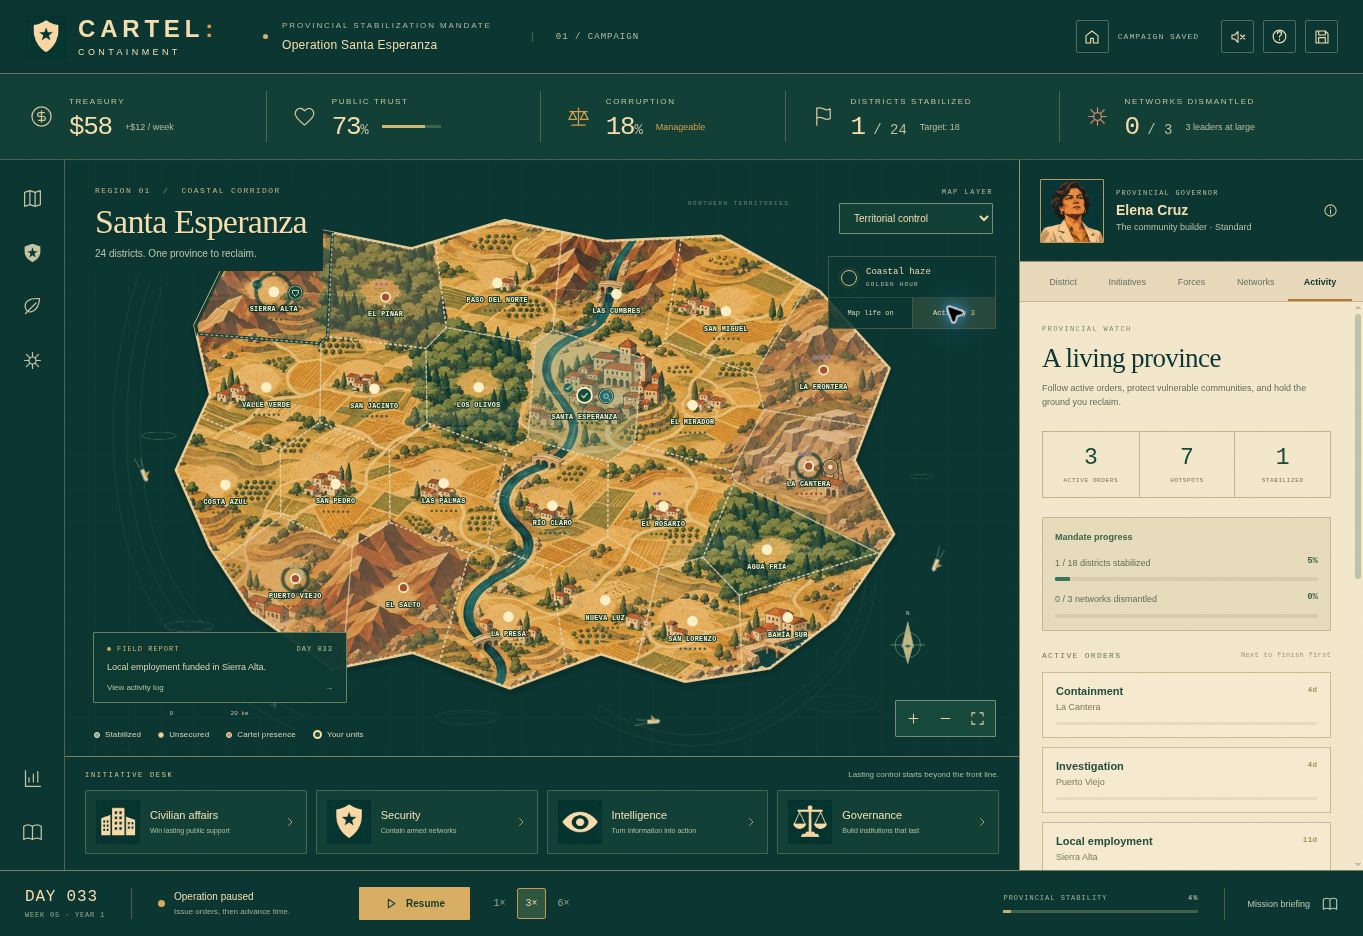 CARTEL:
CONTAINMENT
PROVINCIAL STABILIZATION MANDATE
Operation Santa Esperanza
01 / CAMPAIGN
CAMPAIGN SAVED
TREASURY
$58 +$12 / week
PUBLIC TRUST
73%
CORRUPTION
18% Manageable
DISTRICTS STABILIZED
1 / 24 Target: 18
NETWORKS DISMANTLED
0 / 3 3 leaders at large
REGION 01 / COASTAL CORRIDOR
Santa Esperanza
24 districts. One province to reclaim.
NORTHERN TERRITORIES
MAP LAYER
Territorial control
Coastal haze
GOLDEN HOUR
Map life on
3
SIERRA ALTA
EL PINAR
PASO DEL NORTE
LAS CUMBRES
SAN MIGUEL
LA FRONTERA
VALLE VERDE
SAN JACINTO
LOS OLIVOS
SANTA ESPERANZA
EL MIRADOR
COSTA AZUL
SAN PEDRO
LAS PALMAS
RÍO CLARO
EL ROSARIO
LA CANTERA
AGUA FRÍA
PUERTO VIEJO
EL SALTO
LA PRESA
NUEVA LUZ
SAN LORENZO
BAHÍA SUR
N
FIELD REPORT DAY 033
Local employment funded in Sierra Alta.
View activity log →
0 20 km
Stabilized Unsecured Cartel presence Your units
INITIATIVE DESK
Lasting control starts beyond the front line.
Civilian affairs
Win lasting public support
Security
Contain armed networks
Intelligence
Turn information into action
Governance
Build institutions that last
PROVINCIAL GOVERNOR
Elena Cruz
The community builder · Standard
District Initiatives Forces Networks Activity
PROVINCIAL WATCH
A living province
Follow active orders, protect vulnerable communities, and hold the
ground you reclaim.
3 7 1
ACTIVE ORDERS HOTSPOTS STABILIZED
Mandate progress
1 / 18 districts stabilized 5%
0 / 3 networks dismantled 0%
ACTIVE ORDERS Next to finish first
Containment 4d
La Cantera
Investigation 4d
Puerto Viejo
Local employment 11d
Sierra Alta
DAY 033
WEEK 05 · YEAR 1
Operation paused
Issue orders, then advance time.
Resume
1× 3× 6×
PROVINCIAL STABILITY 4%
Mission briefing